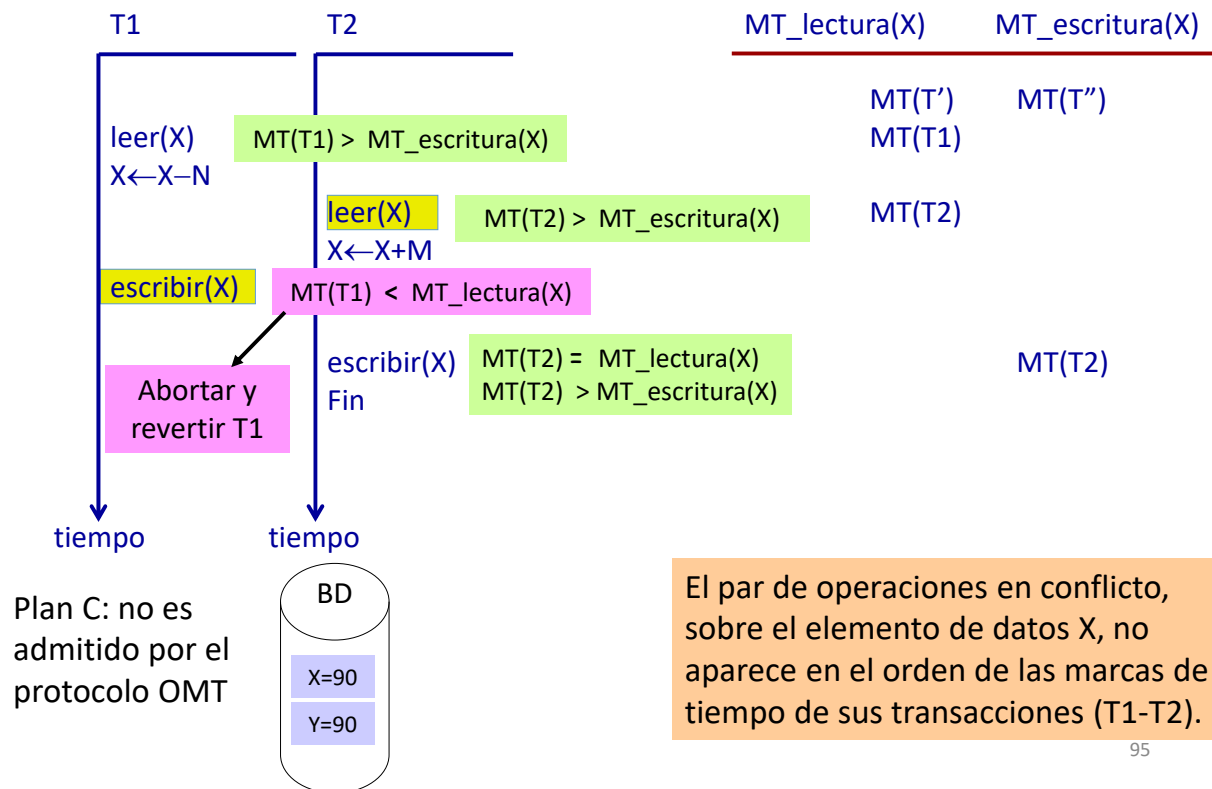 T1
T2
MT_lectura(X)
MT_escritura(X)
MT(T’)
MT(T”)
leer(X)
MT(T1) > MT_escritura(X)
MT(T1)
X←X−N
leer(X)
MT(T2) > MT_escritura(X)
MT(T2)
X←X+M
escribir(X)
MT(T1) < MT_lectura(X)
escribir(X)
MT(T2) = MT_lectura(X)
MT(T2) > MT_escritura(X)
MT(T2)
Fin
Abortar y
revertir T1
tiempo
tiempo
Plan C: no es
admitido por el
protocolo OMT
BD
X=90
Y=90
El par de operaciones en conflicto,
sobre el elemento de datos X, no
aparece en el orden de las marcas de
tiempo de sus transacciones (T1-T2).
95